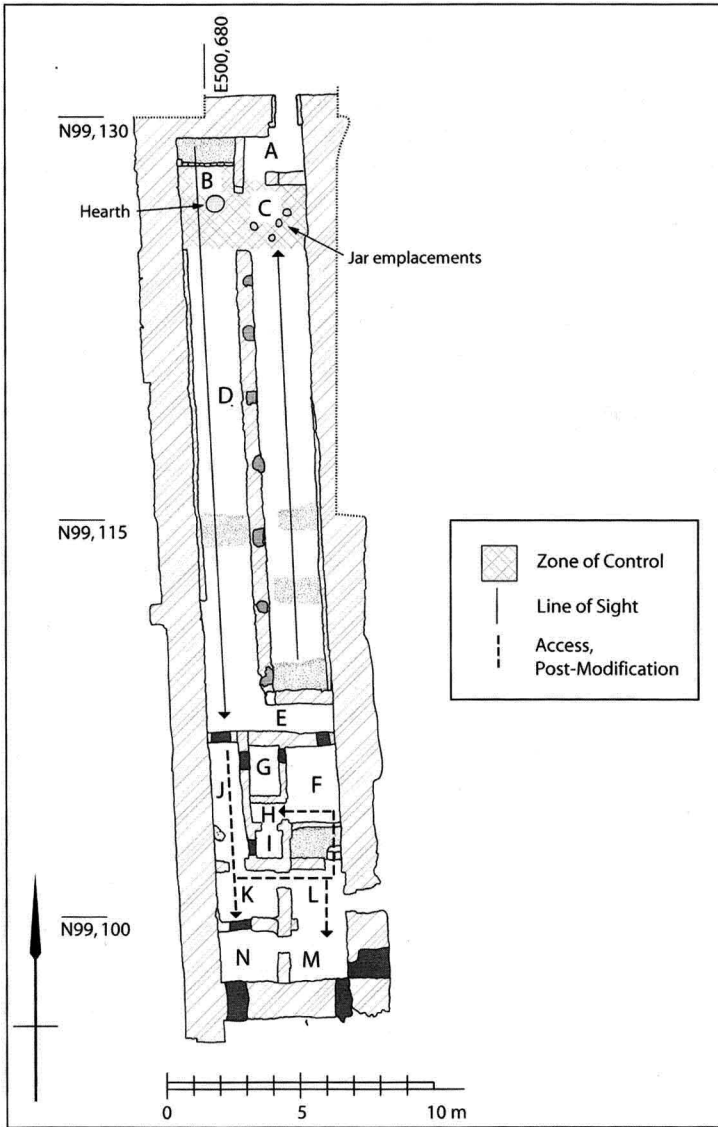 E500,680
N99,130
A
B
C
Hearth
Jar emplacements
D
N99,115
Zone of Control
Line of Sight
Access,
Post-Modification
E
G
F
J
H
I
K
L
N99,100
N
M
0
5
10 m